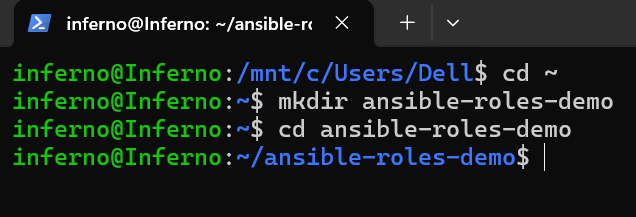 inferno@Inferno: ~/ansible-ro
inferno@Inferno:/mnt/c/Users/Dell$ cd ~
inferno@Inferno:~$ mkdir ansible-roles-demo
inferno@Inferno:~$ cd ansible-roles-demo
inferno@Inferno:~/ansible-roles-demo$